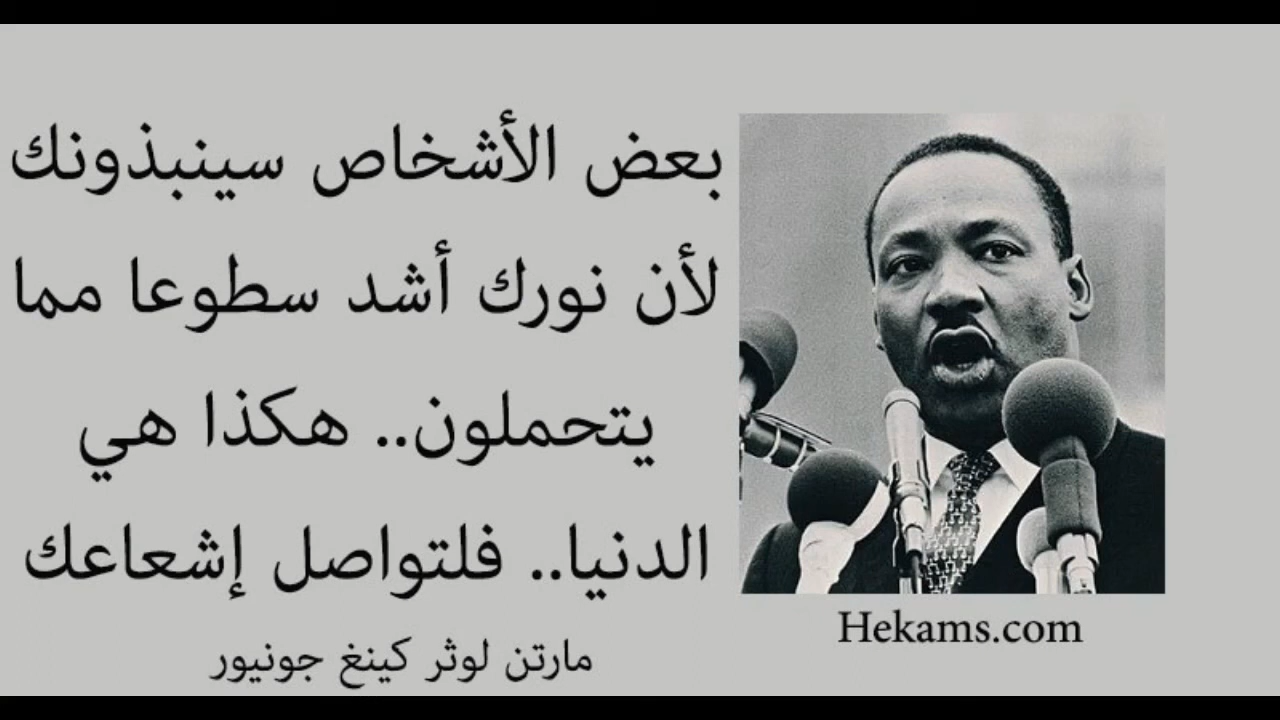 بعض الأشخاص سينبذونك
لأن نورك أشد سطوعا مما
يتحملون.. هكذا هي
الدنيا.. فلتواصل إشعاعك
مارتن لوثر كينغ جونيور
Hekams.com